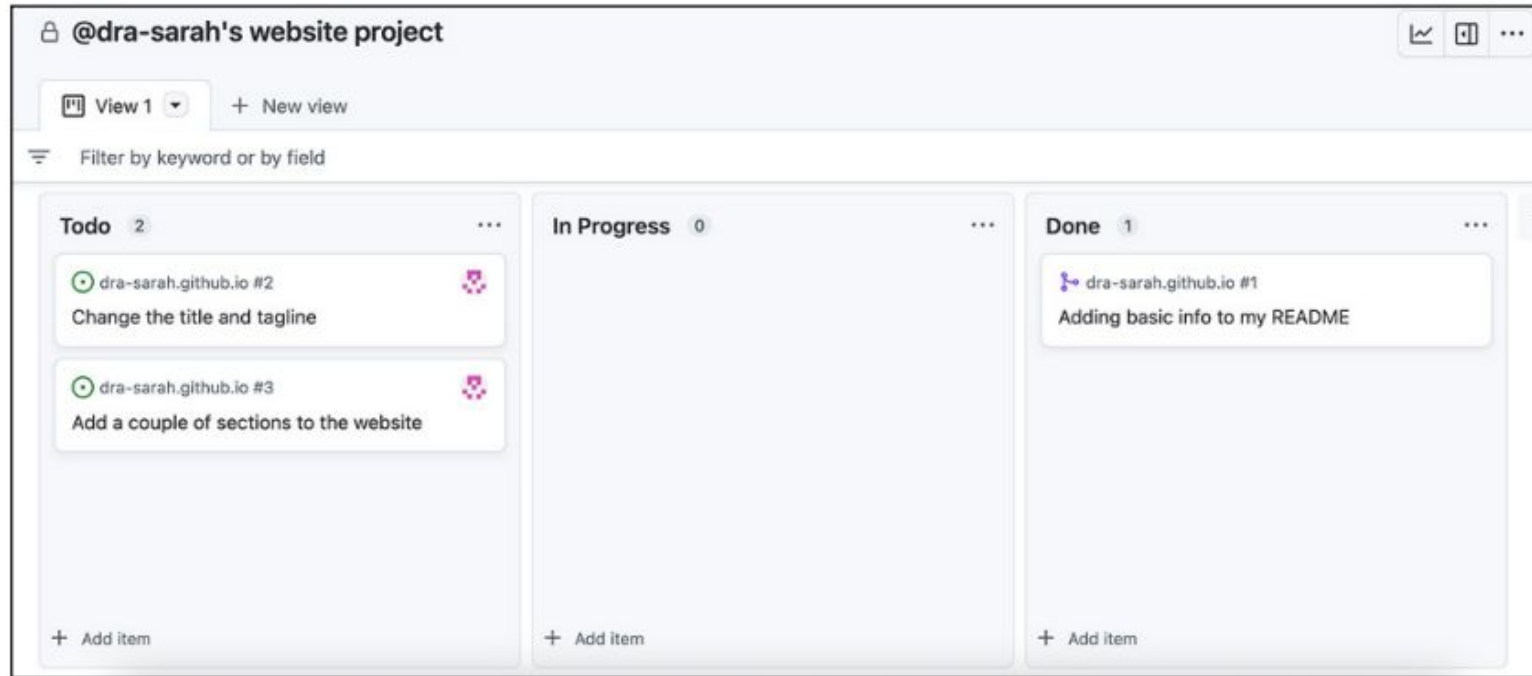 @dra-sarah's website project
View 1
+ New view
Filter by keyword or by field
Todo 2
dra-sarah.github.io #2
Change the title and tagline
dra-sarah.github.io #3
Add a couple of sections to the website
+ Add item
In Progress 0
+ Add item
Done 1
dra-sarah.github.io #1
Adding basic info to my README
+ Add item